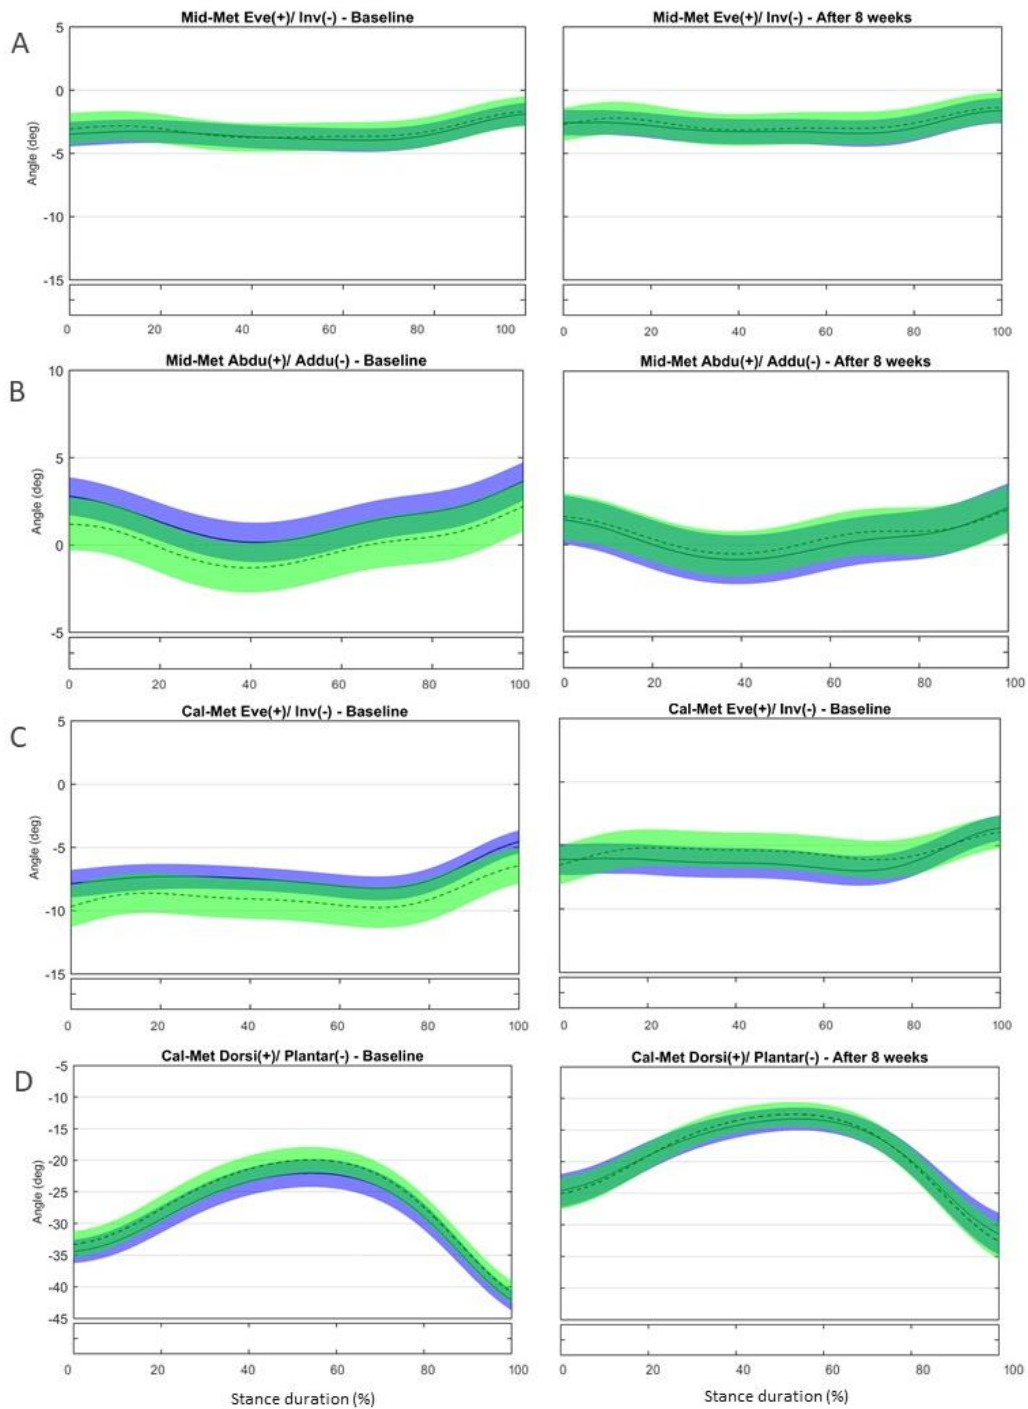 A
Mid-Met Eve(+)/ Inv(-) - Baseline
Mid-Met Eve(+)/ Inv(-) - After 8 weeks
Angle (deg)
5
0
-5
-10
-15
0 20 40 60 80 100
0 20 40 60 80 100
B
Mid-Met Abdu(+)/ Addu(-) - Baseline
Mid-Met Abdu(+)/ Addu(-) - After 8 weeks
Angle (deg)
10
5
0
-5
0 20 40 60 80 100
0 20 40 60 80 100
C
Cal-Met Eve(+)/ Inv(-) - Baseline
Cal-Met Eve(+)/ Inv(-) - Baseline
Angle (deg)
5
0
-5
-10
-15
0 20 40 60 80 100
0 20 40 60 80 100
D
Cal-Met Dorsi(+)/ Plantar(-) - Baseline
Cal-Met Dorsi(+)/ Plantar(-) - After 8 weeks
Angle (deg)
-5
-10
-15
-20
-25
-30
-35
-40
-45
0 20 40 60 80 100
0 20 40 60 80 100
Stance duration (%)
Stance duration (%)